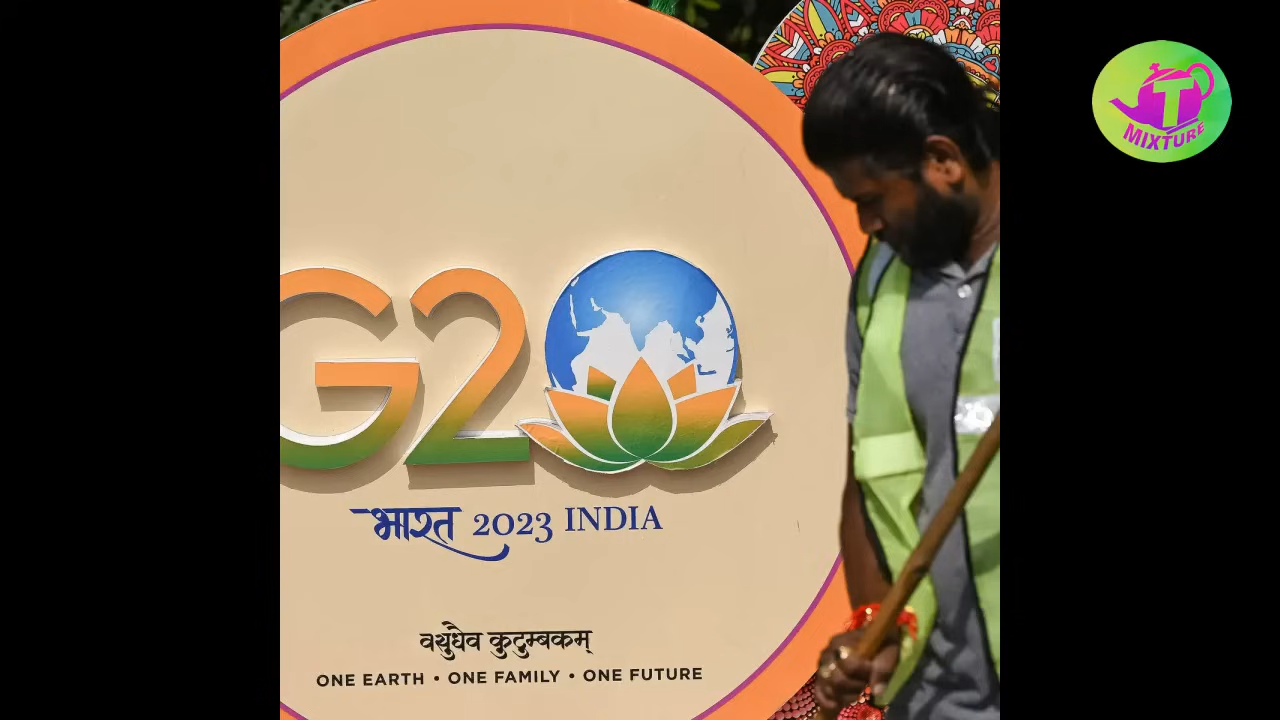 T
MIXTURE
G20
भारत 2023 INDIA
वसुधैव कुटुम्बकम्
ONE EARTH • ONE FAMILY • ONE FUTURE